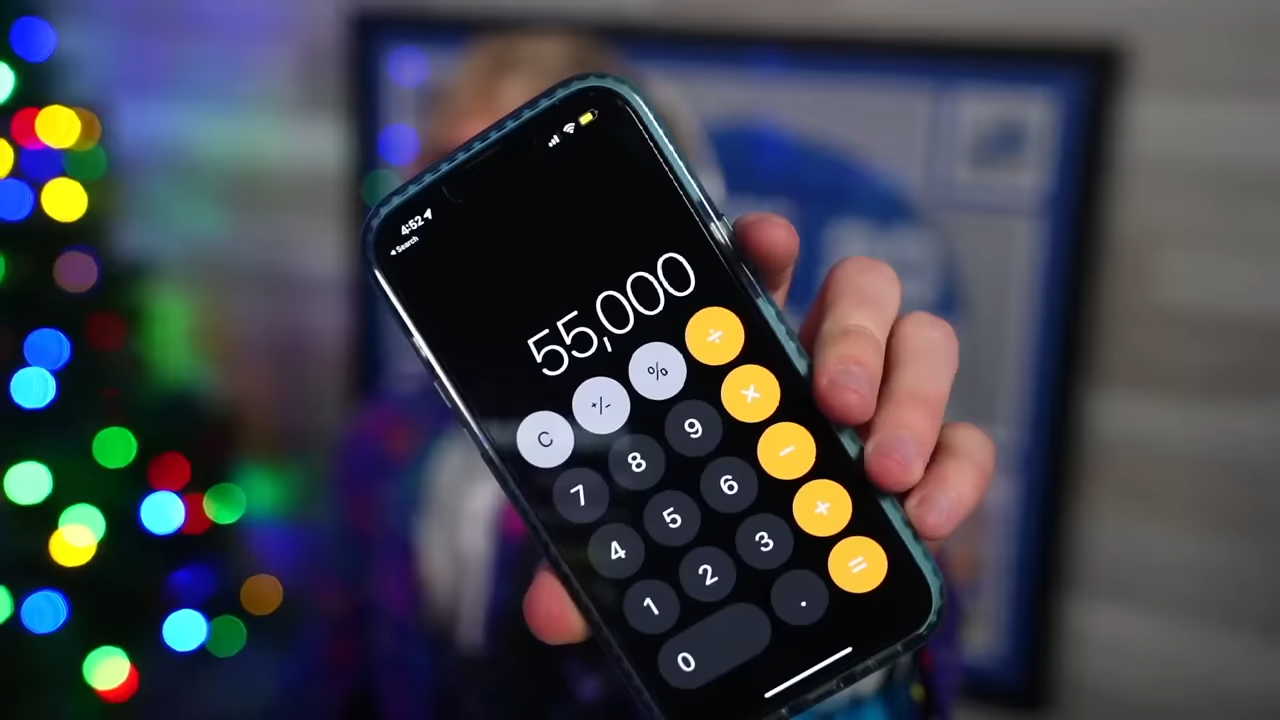 4:52
Search
55,000
C +/- % ÷
7 8 9 ×
4 5 6 −
1 2 3 +
0 . =